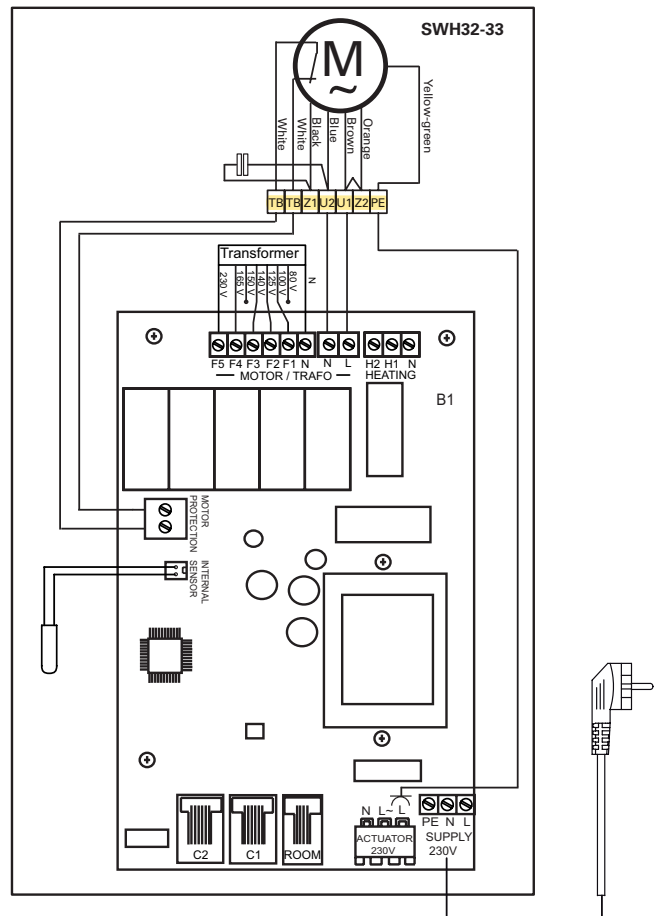 SWH32-33
M
~
Yellow-green
White
White
Black
Blue
Brown
Orange
TB TB Z1 U2 U1 Z2 PE
Transformer
230 V
165 V
150 V
140 V
125 V
100 V
80 V
N
F5 F4 F3 F2 F1 N N L H2 H1 N
MOTOR / TRAFO
HEATING
B1
MOTOR
PROTECTION
INTERNAL
SENSOR
N L~ L
ACTUATOR
230V
PE N L
SUPPLY
230V
C2 C1 ROOM